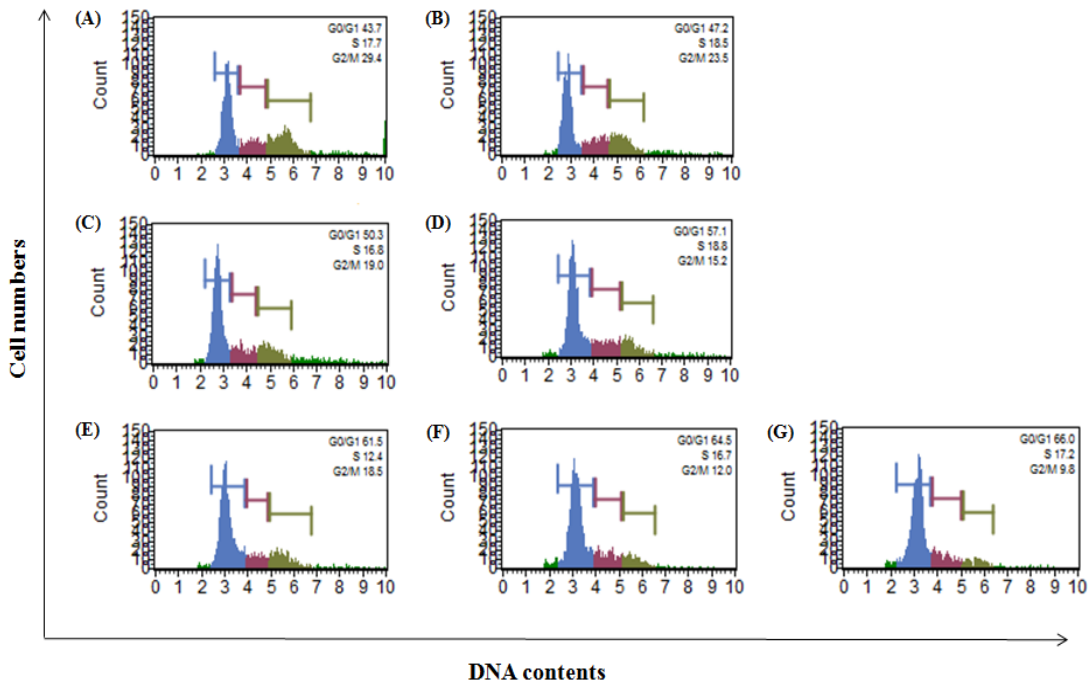 Cell numbers
(A)
150
Count
G0/G1 43.7
S 17.7
G2/M 29.4
0 1 2 3 4 5 6 7 8 9 10
(B)
150
Count
G0/G1 47.2
S 18.5
G2/M 23.5
0 1 2 3 4 5 6 7 8 9 10
(C)
150
Count
G0/G1 50.3
S 16.8
G2/M 19.0
0 1 2 3 4 5 6 7 8 9 10
(D)
150
Count
G0/G1 57.1
S 18.8
G2/M 15.2
0 1 2 3 4 5 6 7 8 9 10
(E)
150
Count
G0/G1 61.5
S 12.4
G2/M 18.5
0 1 2 3 4 5 6 7 8 9 10
(F)
150
Count
G0/G1 64.5
S 16.7
G2/M 12.0
0 1 2 3 4 5 6 7 8 9 10
(G)
150
Count
G0/G1 66.0
S 17.2
G2/M 9.8
0 1 2 3 4 5 6 7 8 9 10
DNA contents